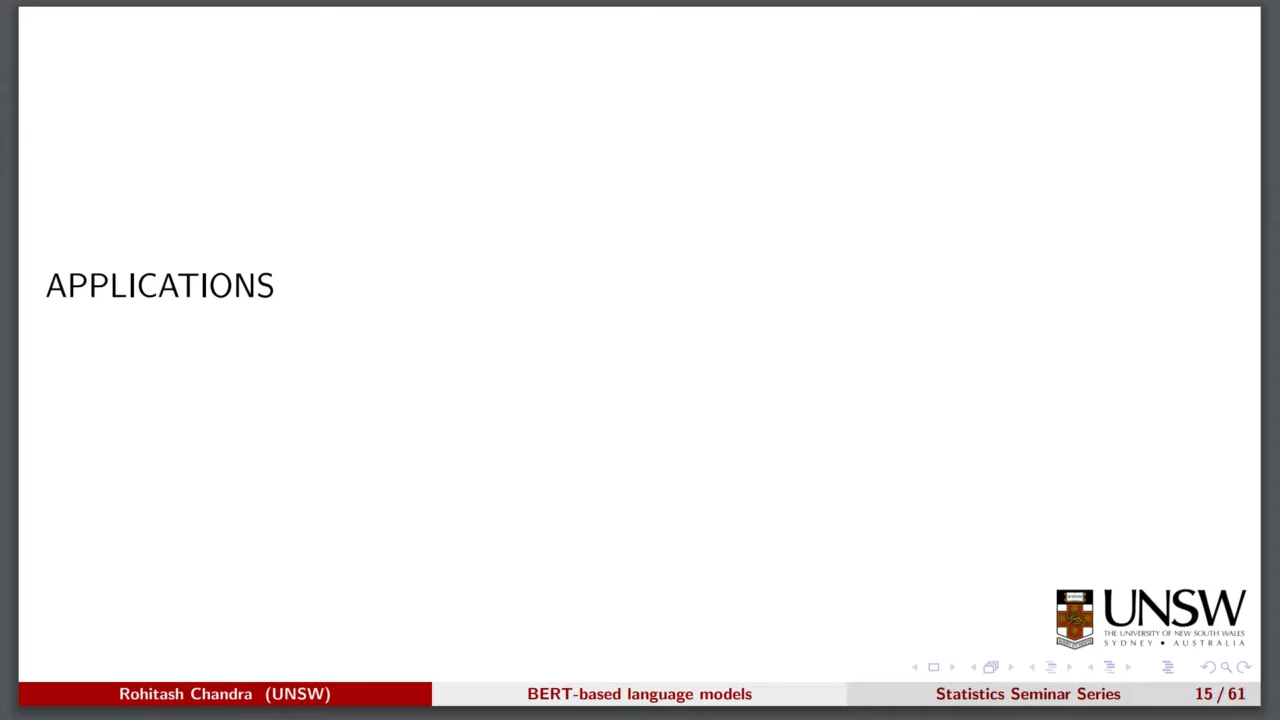 APPLICATIONS
UNSW
THE UNIVERSITY OF NEW SOUTH WALES
SYDNEY • AUSTRALIA
Rohitash Chandra (UNSW)
BERT-based language models
Statistics Seminar Series
15 / 61